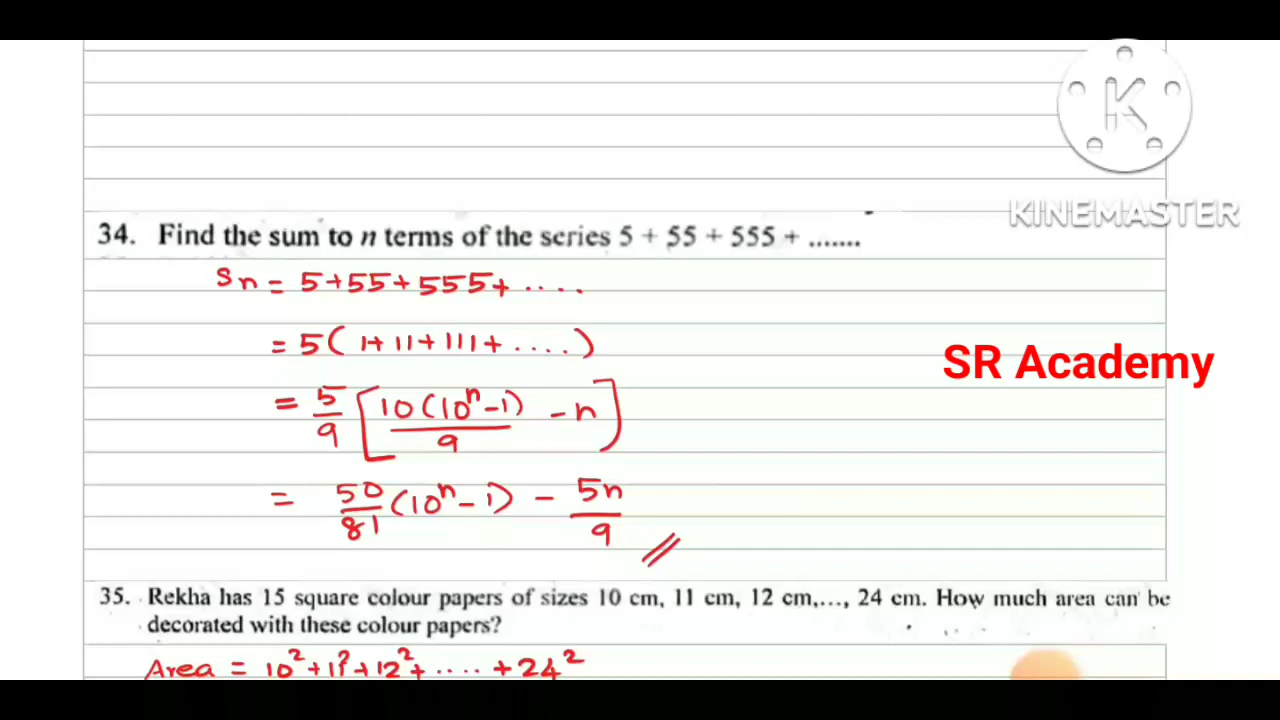 K
KINEMASTER
34. Find the sum to n terms of the series 5 + 55 + 555 + .......
Sn = 5+55+555+ ....
= 5( 1+11+111+ .... )
= 5/9 [ 10(10ⁿ-1)/9 - n ]
= 50/81 (10ⁿ-1) - 5n/9 //
SR Academy
35. Rekha has 15 square colour papers of sizes 10 cm, 11 cm, 12 cm,..., 24 cm. How much area can be
decorated with these colour papers?
Area = 10²+11²+12²+ .... +24²